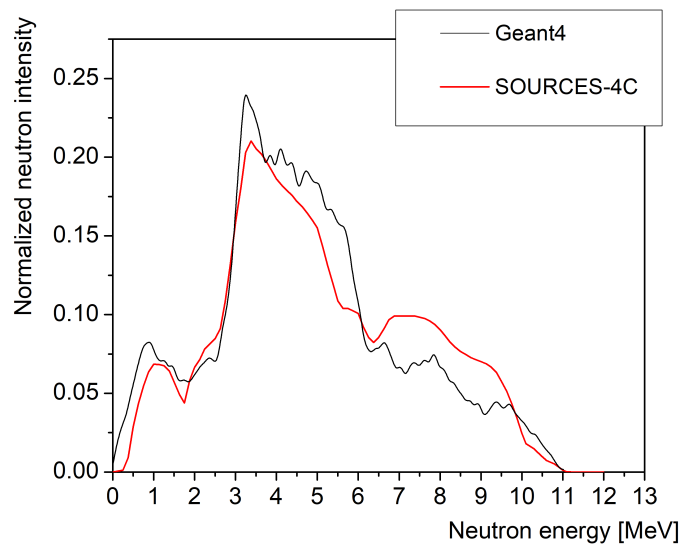 Geant4
SOURCES-4C
Normalized neutron intensity
0.25
0.20
0.15
0.10
0.05
0.00
0 1 2 3 4 5 6 7 8 9 10 11 12 13
Neutron energy [MeV]